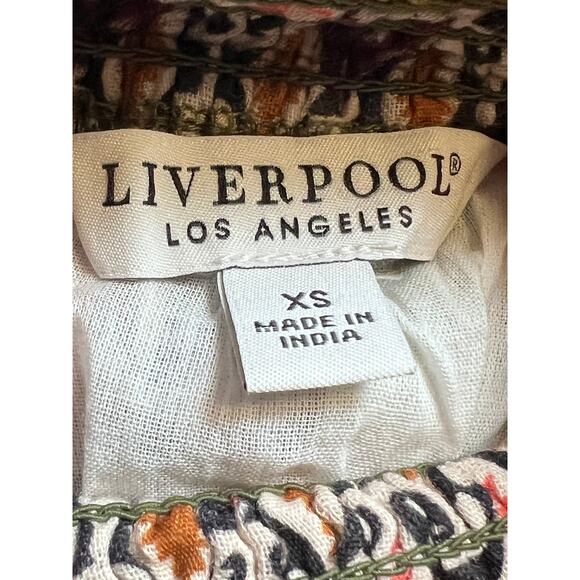 LIVERPOOL®
LOS ANGELES
XS
MADE IN
INDIA